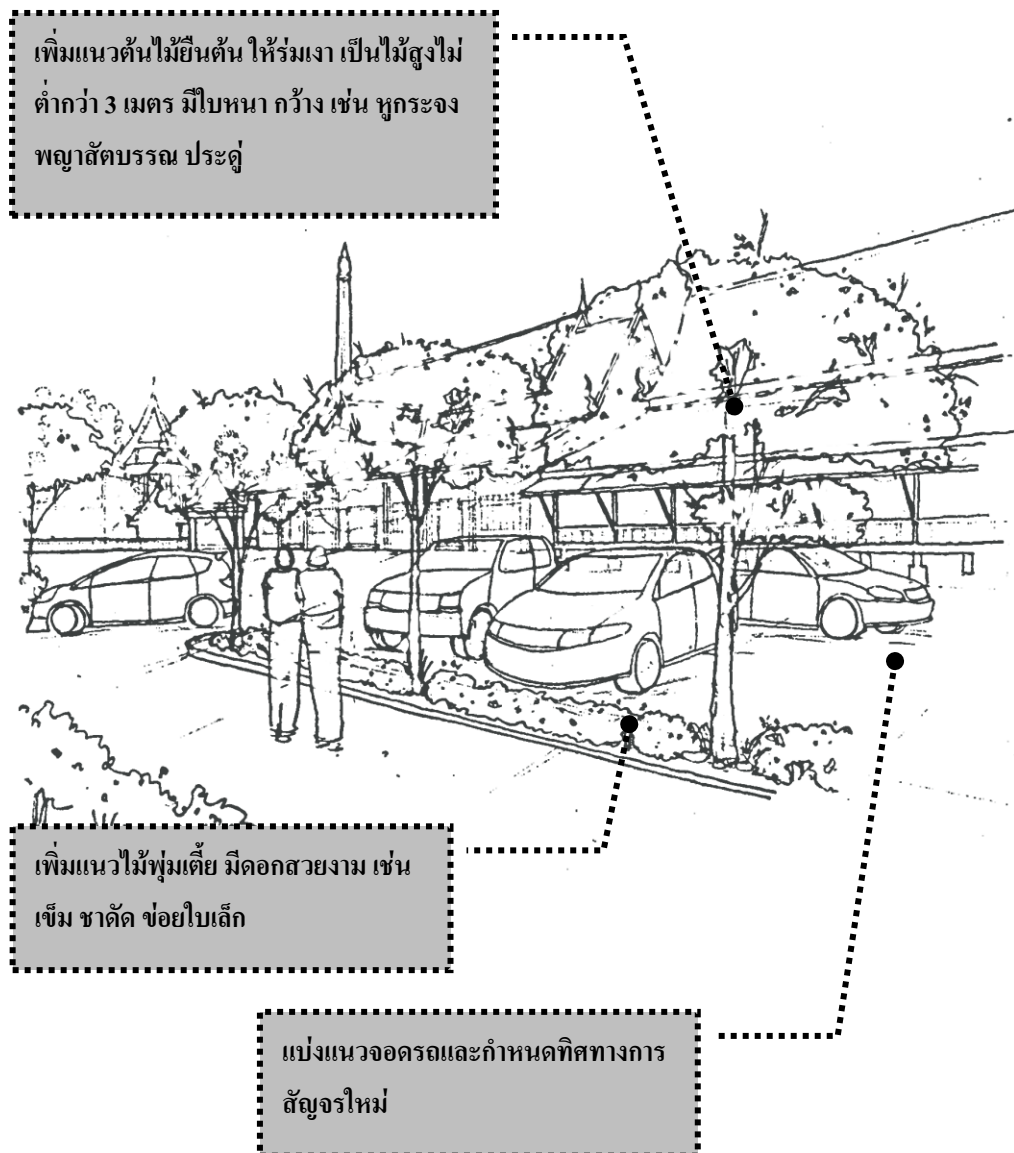 เพิ่มแนวต้นไม้ยืนต้น ให้ร่มเงา เป็นไม้สูงไม่
ต่ำกว่า 3 เมตร มีใบหนา กว้าง เช่น หูกระจง
พญาสัตบรรณ ประดู่
เพิ่มแนวไม้พุ่มเตี้ย มีดอกสวยงาม เช่น
เข็ม ชาดัด ข่อยใบเล็ก
แบ่งแนวจอดรถและกำหนดทิศทางการ
สัญจรใหม่